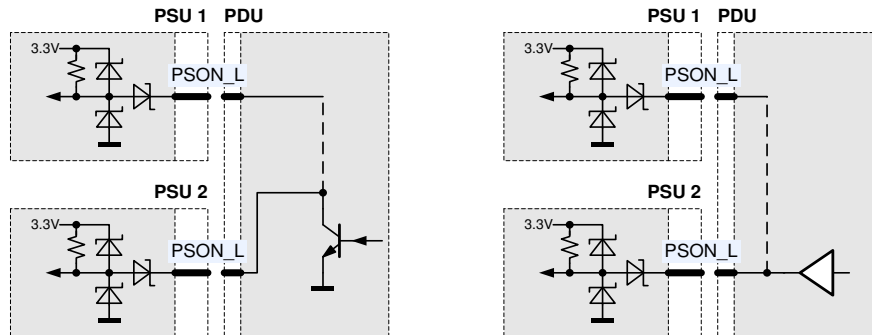 PSU 1 PDU
3.3V
PSON_L
PSU 2
3.3V
PSON_L
PSU 1 PDU
3.3V
PSON_L
PSU 2
3.3V
PSON_L